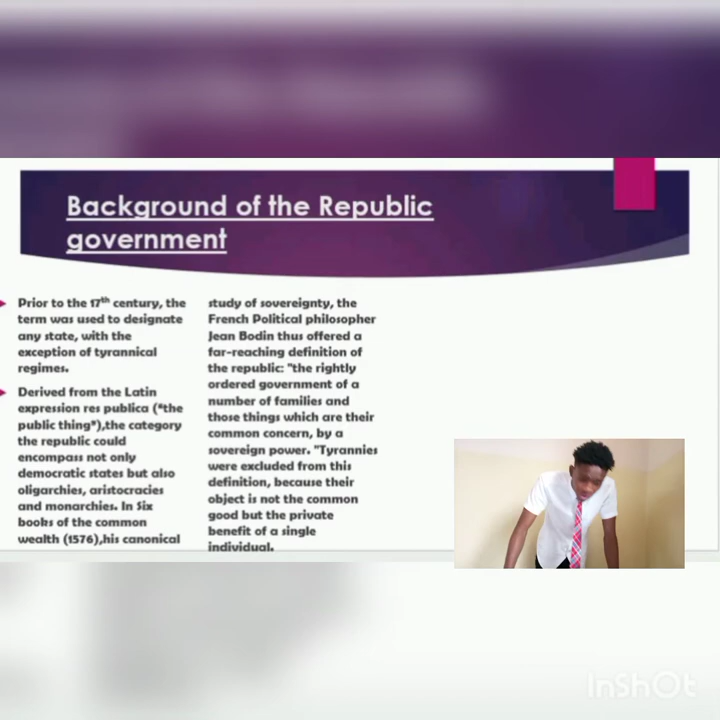 Background of the Republic
government
Prior to the 17th century, the
term was used to designate
any state, with the
exception of tyrannical
regimes.
Derived from the Latin
expression res publica ("the
public thing"),the category
the republic could
encompass not only
democratic states but also
oligarchies, aristocracies
and monarchies. In Six
books of the common
wealth (1576),his canonical
study of sovereignty, the
French Political philosopher
Jean Bodin thus offered a
far-reaching definition of
the republic: "the rightly
ordered government of a
number of families and
those things which are their
common concern, by a
sovereign power. "Tyrannies
were excluded from this
definition, because their
object is not the common
good but the private
benefit of a single
individual.
InShOt